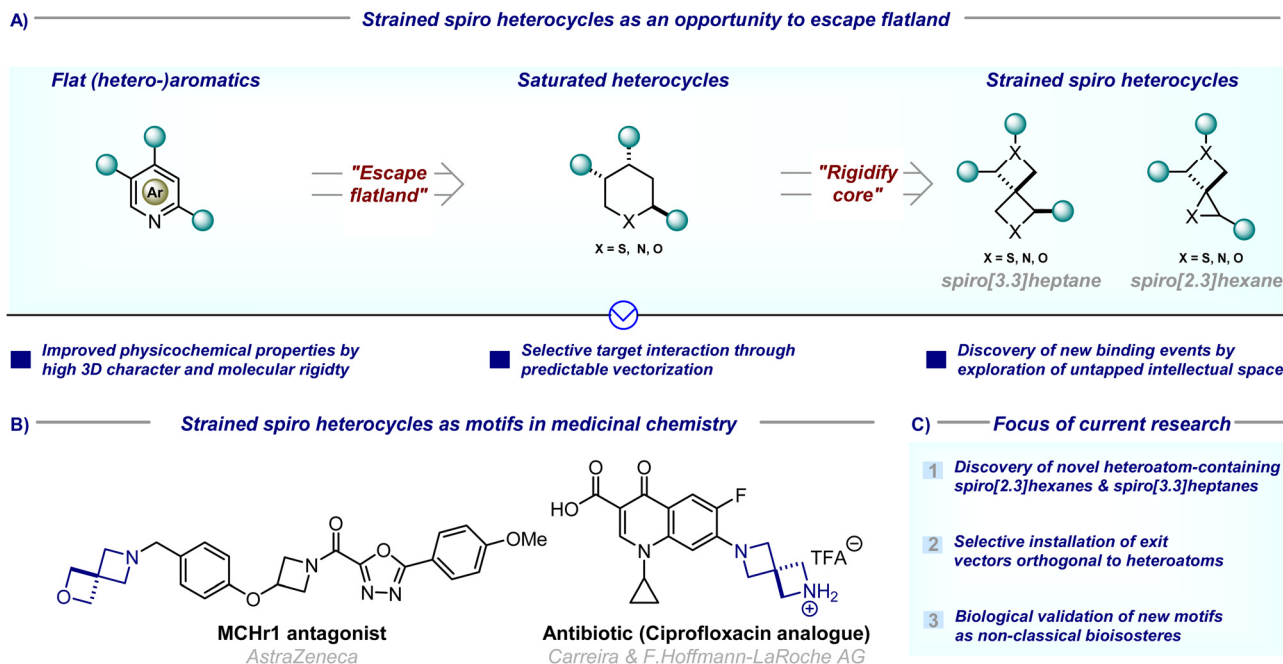 A) Strained spiro heterocycles as an opportunity to escape flatland
Flat (hetero-)aromatics
Saturated heterocycles
Strained spiro heterocycles
Ar
N
"Escape
flatland"
X
X = S, N, O
"Rigidify
core"
X
X
X = S, N, O
spiro[3.3]heptane
X
X
X = S, N, O
spiro[2.3]hexane
Improved physicochemical properties by
high 3D character and molecular rigidty
Selective target interaction through
predictable vectorization
Discovery of new binding events by
exploration of untapped intellectual space
B) Strained spiro heterocycles as motifs in medicinal chemistry
O
N
O
N
O
O
N
N
OMe
MCHr1 antagonist
AstraZeneca
O
HO
O
F
N
N
NH2
⊕
TFA⊖
Antibiotic (Ciprofloxacin analogue)
Carreira & F.Hoffmann-LaRoche AG
C) Focus of current research
1 Discovery of novel heteroatom-containing
spiro[2.3]hexanes & spiro[3.3]heptanes
2 Selective installation of exit
vectors orthogonal to heteroatoms
3 Biological validation of new motifs
as non-classical bioisosteres